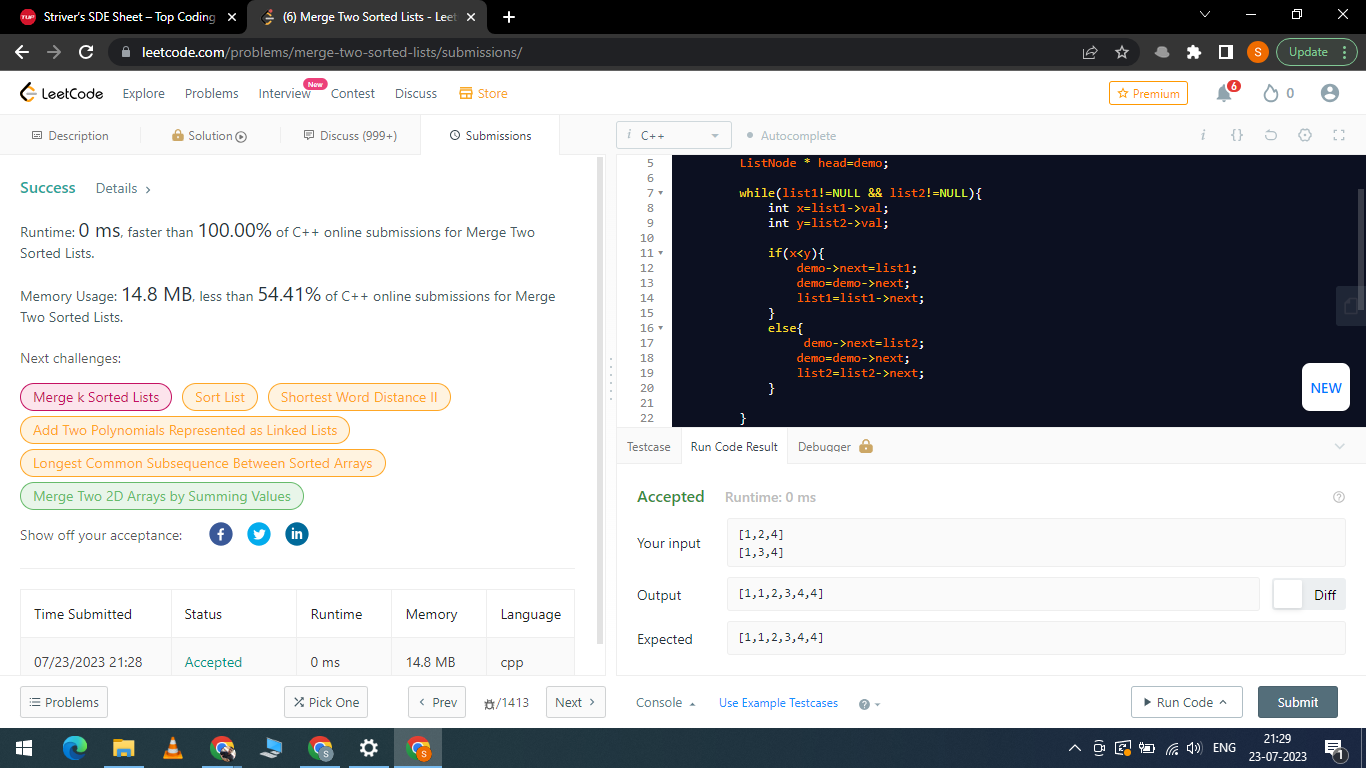 Striver's SDE Sheet – Top Coding
(6) Merge Two Sorted Lists - Leet
leetcode.com/problems/merge-two-sorted-lists/submissions/
S
Update
LeetCode
Explore
Problems
Interview
New
Contest
Discuss
Store
Premium
6
0
Description
Solution
Discuss (999+)
Submissions
i C++
Autocomplete
i {}
Success
Details
Runtime: 0 ms, faster than 100.00% of C++ online submissions for Merge Two
Sorted Lists.
Memory Usage: 14.8 MB, less than 54.41% of C++ online submissions for Merge
Two Sorted Lists.
Next challenges:
Merge k Sorted Lists
Sort List
Shortest Word Distance II
Add Two Polynomials Represented as Linked Lists
Longest Common Subsequence Between Sorted Arrays
Merge Two 2D Arrays by Summing Values
Show off your acceptance:
Time Submitted Status Runtime Memory Language
07/23/2023 21:28 Accepted 0 ms 14.8 MB cpp
5 ListNode * head=demo;
6
7 while(list1!=NULL && list2!=NULL){
8 int x=list1->val;
9 int y=list2->val;
10
11 if(x<y){
12 demo->next=list1;
13 demo=demo->next;
14 list1=list1->next;
15 }
16 else{
17 demo->next=list2;
18 demo=demo->next;
19 list2=list2->next;
20 }
21
22 }
NEW
Testcase
Run Code Result
Debugger
Accepted
Runtime: 0 ms
Your input
[1,2,4]
[1,3,4]
Output
[1,1,2,3,4,4]
Diff
Expected
[1,1,2,3,4,4]
Problems
Pick One
Prev
/1413
Next
Console
Use Example Testcases
Run Code
Submit
ENG
21:29
23-07-2023
1